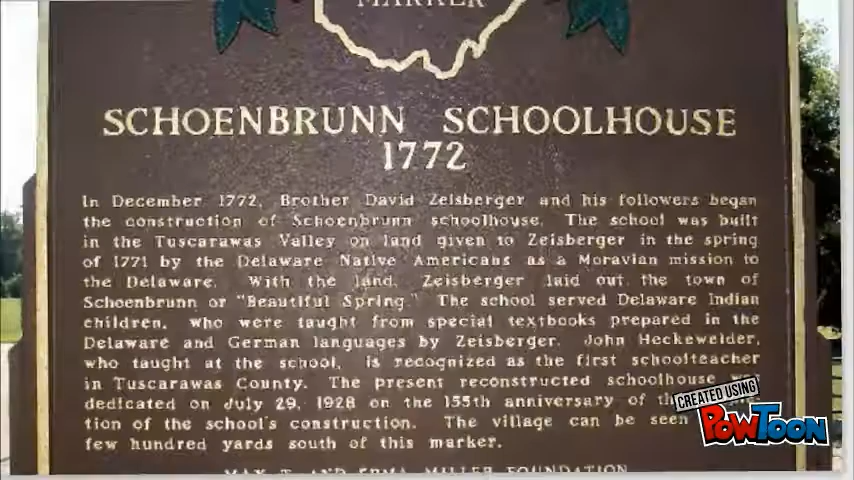 MARKER
SCHOENBRUNN SCHOOLHOUSE
1772
In December 1772, Brother David Zeisberger and his followers began
the construction of Schoenbrunn schoolhouse. The school was built
in the Tuscarawas Valley on land given to Zeisberger in the spring
of 1771 by the Delaware Native Americans as a Moravian mission to
the Delaware. With the land, Zeisberger laid out the town of
Schoenbrunn or "Beautiful Spring." The school served Delaware Indian
children, who were taught from special textbooks prepared in the
Delaware and German languages by Zeisberger. John Heckewelder,
who taught at the school, is recognized as the first schoolteacher
in Tuscarawas County. The present reconstructed schoolhouse was
dedicated on July 29, 1928 on the 155th anniversary of
tion of the school's construction. The village can be seen
few hundred yards south of this marker.
MAX T. AND ERMA MILLER FOUNDATION
CREATED USING
POWTOON